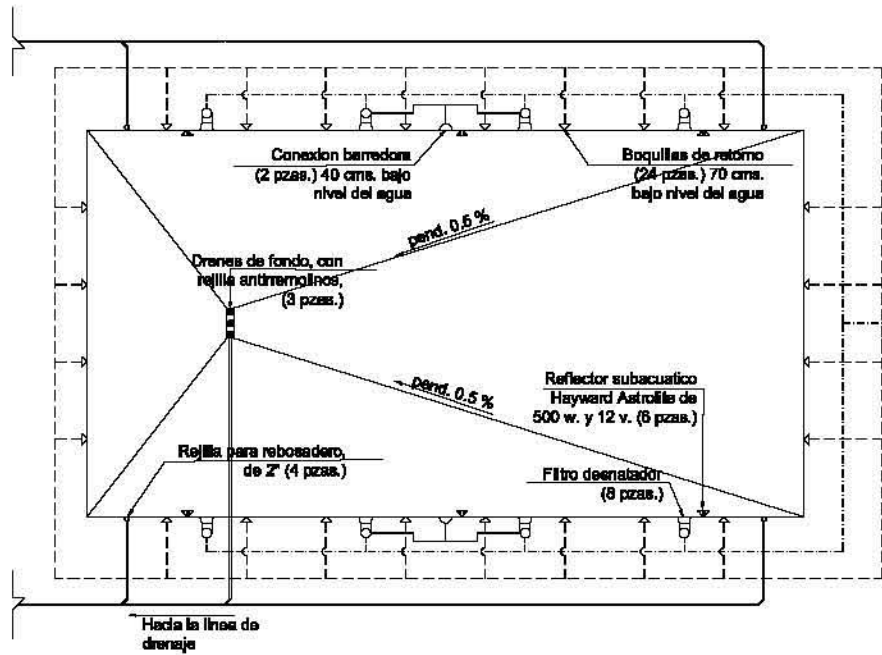 Conexion barredora
(2 pzas.) 40 cms. bajo
nivel del agua
Boquillas de retorno
(24 pzas.) 70 cms.
bajo nivel del agua
pend. 0.5 %
Drenes de fondo, con
rejilla antirremolinos,
(3 pzas.)
pend. 0.5 %
Reflector subacuatico
Hayward Astrolite de
500 w. y 12 v. (6 pzas.)
Rejilla para rebosadero,
de 2" (4 pzas.)
Filtro desnatador
(8 pzas.)
Hacia la linea de
drenaje